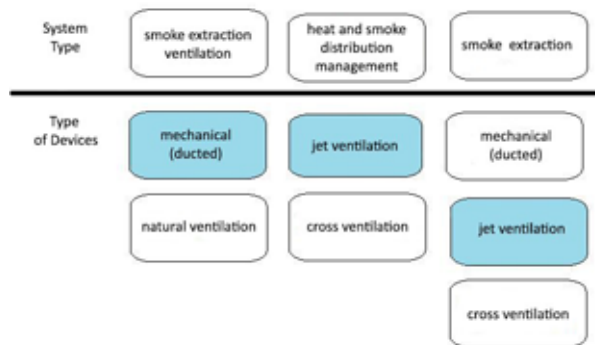 System
Type
smoke extraction
ventilation
heat and smoke
distribution
management
smoke extraction
Type
of Devices
mechanical
(ducted)
jet ventilation
mechanical
(ducted)
natural ventilation
cross ventilation
jet ventilation
cross ventilation